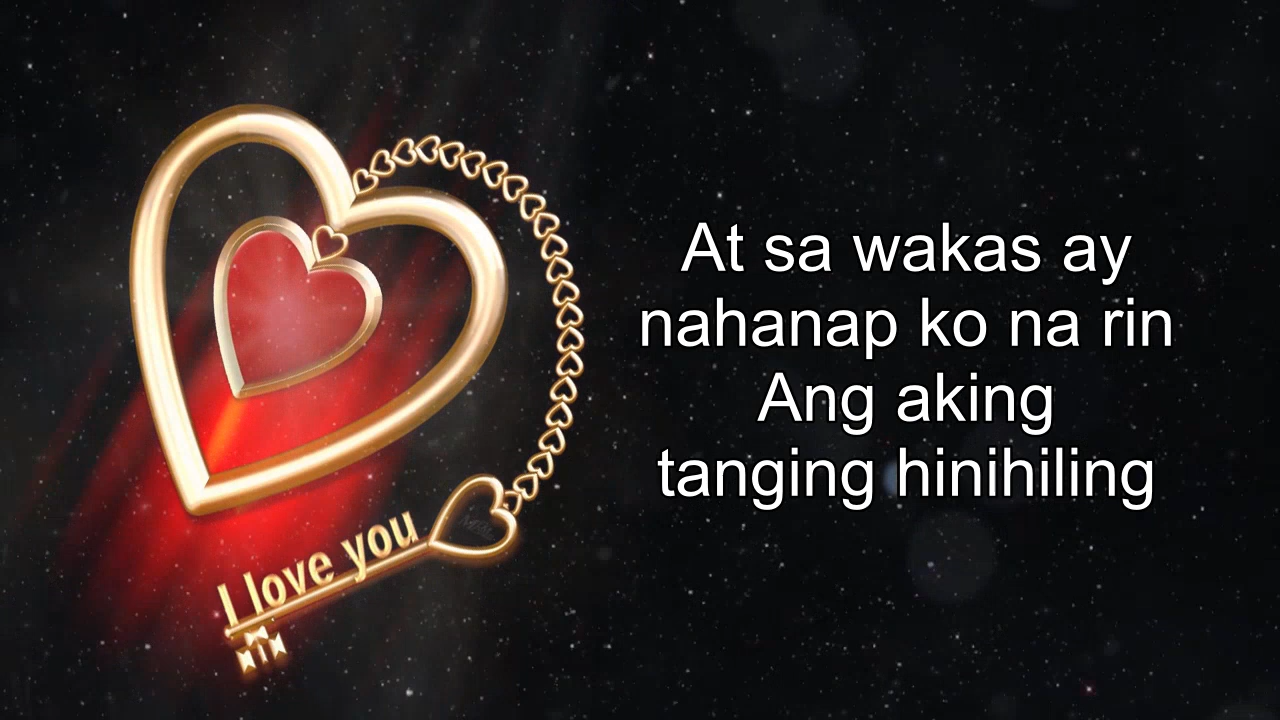 At sa wakas ay
nahanap ko na rin
Ang aking
tanging hinihiling
I love you